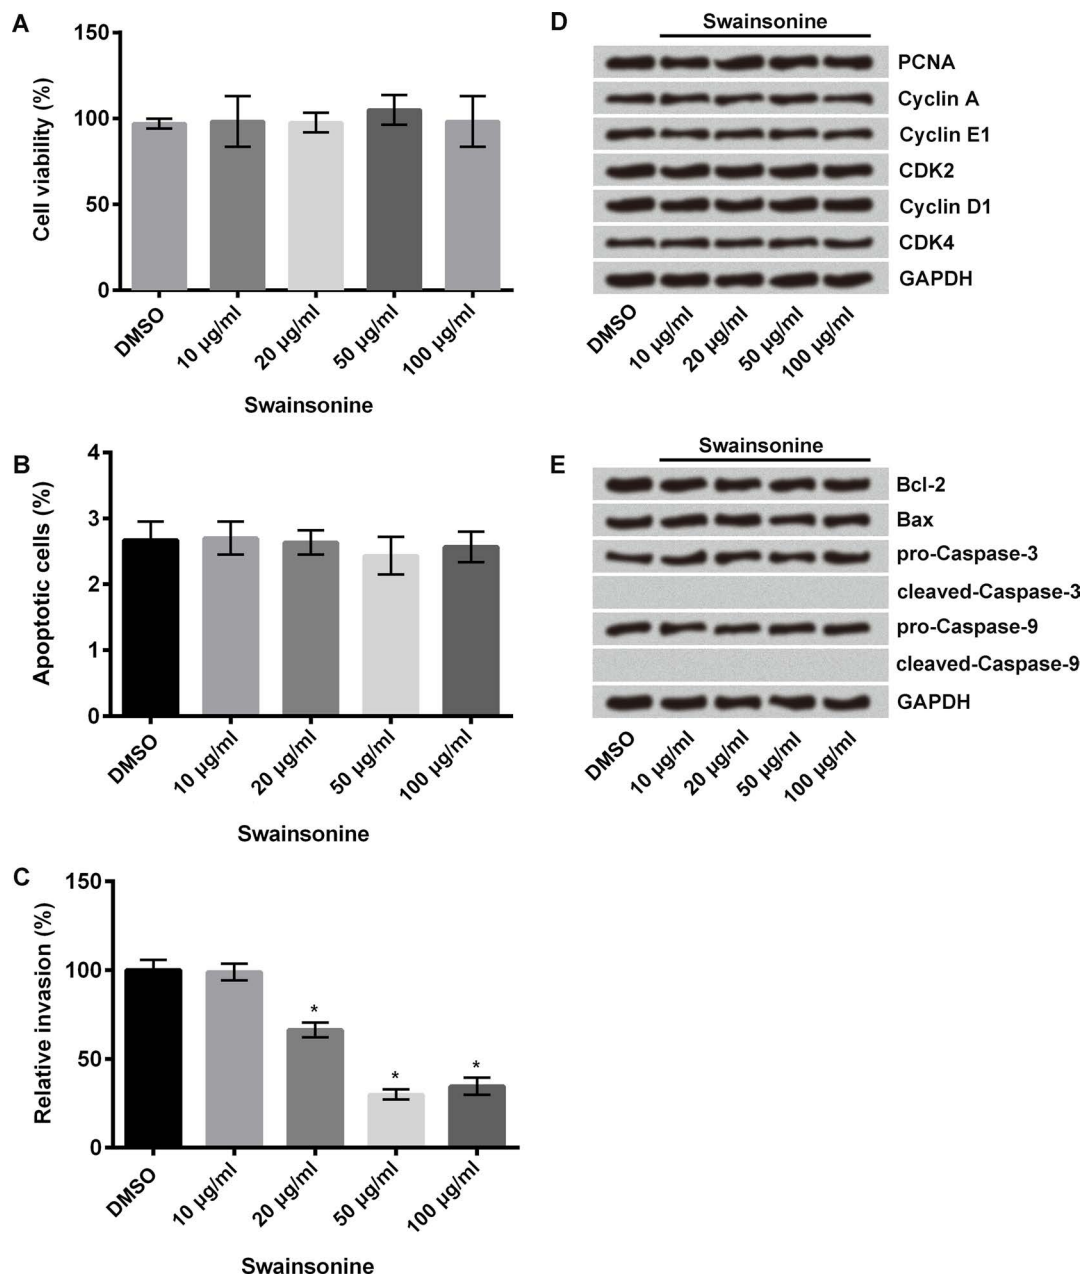 A
Cell viability (%)
150
100
50
0
DMSO
10 µg/ml
20 µg/ml
50 µg/ml
100 µg/ml
Swainsonine
B
Apoptotic cells (%)
4
3
2
1
0
DMSO
10 µg/ml
20 µg/ml
50 µg/ml
100 µg/ml
Swainsonine
C
Relative invasion (%)
150
100
50
0
*
*
*
DMSO
10 µg/ml
20 µg/ml
50 µg/ml
100 µg/ml
Swainsonine
D
Swainsonine
PCNA
Cyclin A
Cyclin E1
CDK2
Cyclin D1
CDK4
GAPDH
DMSO
10 µg/ml
20 µg/ml
50 µg/ml
100 µg/ml
E
Swainsonine
Bcl-2
Bax
pro-Caspase-3
cleaved-Caspase-3
pro-Caspase-9
cleaved-Caspase-9
GAPDH
DMSO
10 µg/ml
20 µg/ml
50 µg/ml
100 µg/ml